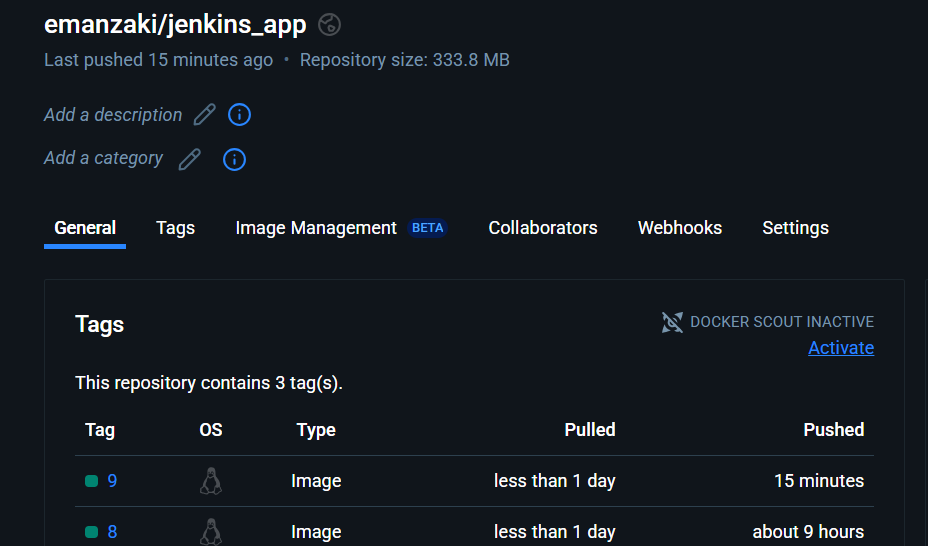 emanzaki/jenkins_app
Last pushed 15 minutes ago • Repository size: 333.8 MB
Add a description
Add a category
General Tags Image Management BETA Collaborators Webhooks Settings
Tags
DOCKER SCOUT INACTIVE
Activate
This repository contains 3 tag(s).
Tag OS Type Pulled Pushed
9 Image less than 1 day 15 minutes
8 Image less than 1 day about 9 hours